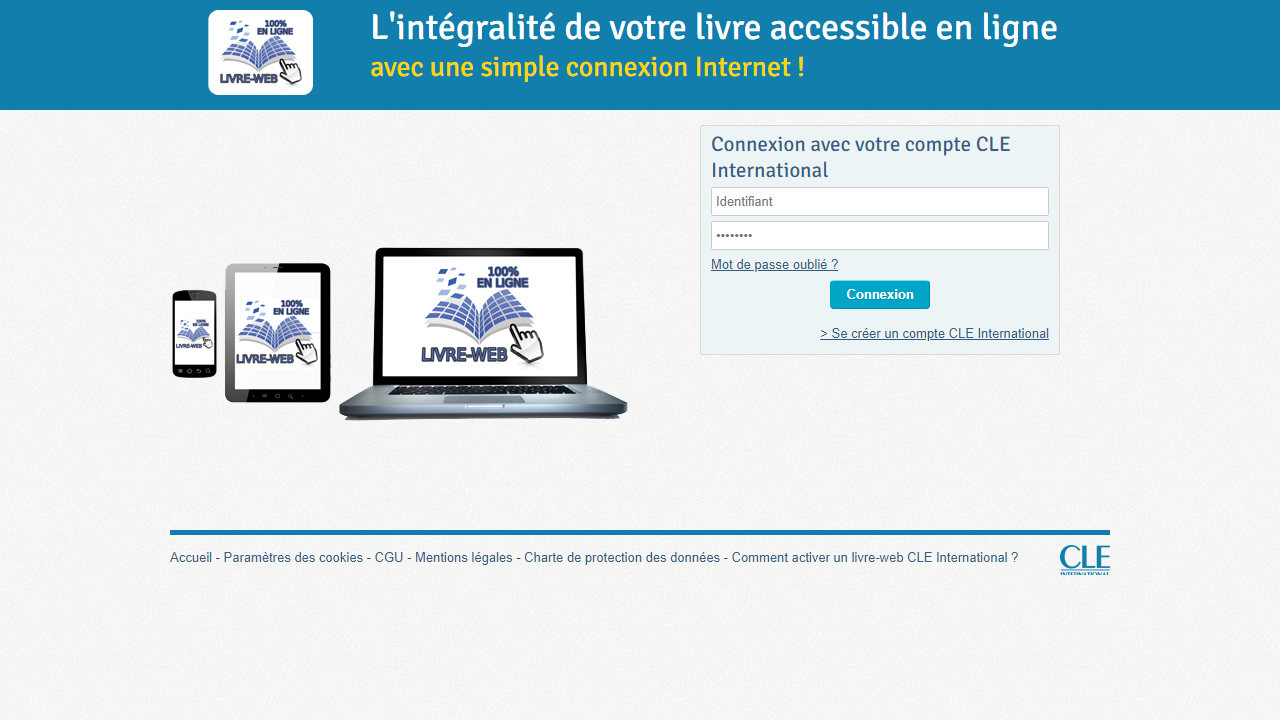 100%
EN LIGNE
LIVRE-WEB
L'intégralité de votre livre accessible en ligne
avec une simple connexion Internet !
Connexion avec votre compte CLE
International
Identifiant
••••••••
Mot de passe oublié ?
Connexion
> Se créer un compte CLE International
100%
EN LIGNE
LIVRE-WEB
100%
EN LIGNE
LIVRE-WEB
100%
EN LIGNE
LIVRE-WEB
Accueil - Paramètres des cookies - CGU - Mentions légales - Charte de protection des données - Comment activer un livre-web CLE International ?
CLE
INTERNATIONAL